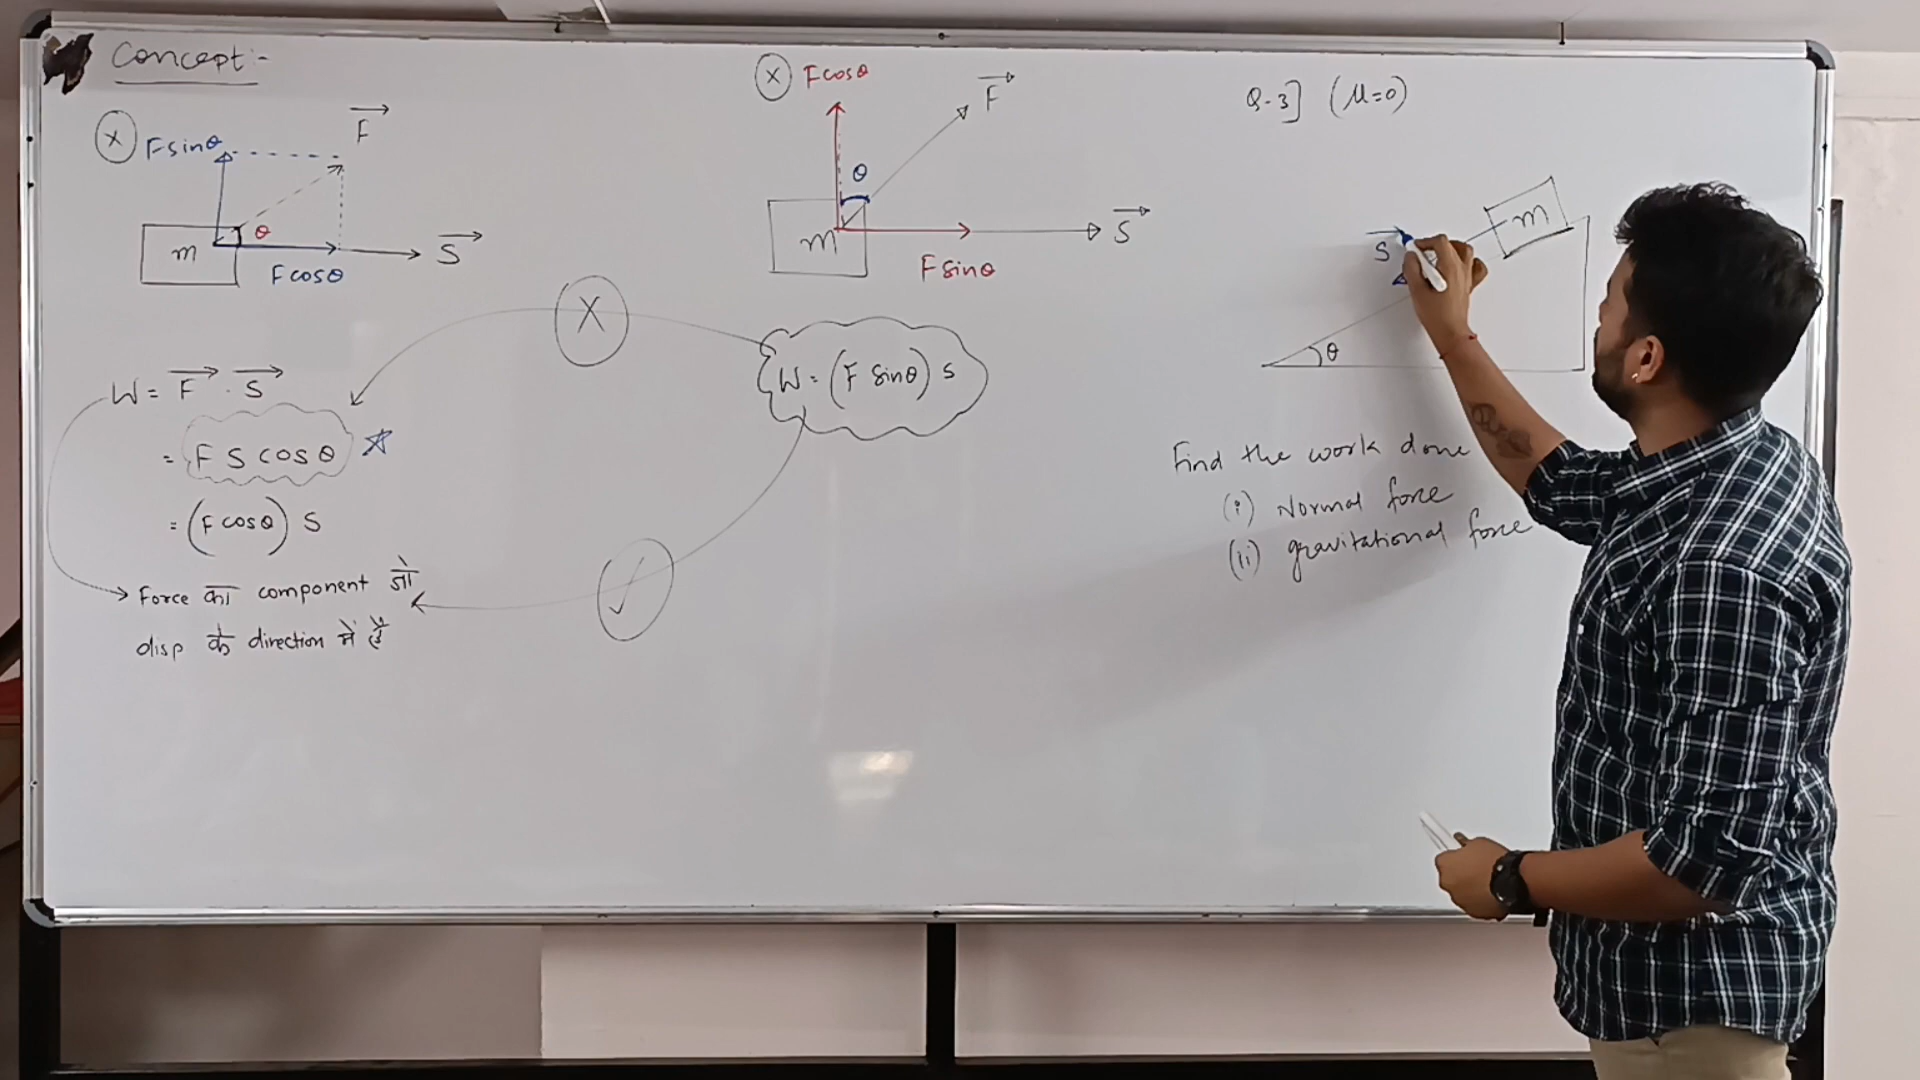 Concept:-
(x) Fsinθ
F
θ
m
S
Fcosθ
W = F . S
= F S cos θ
= (F cosθ) S
Force का component जो
disp के direction में है
X
✓
(x) Fcosθ
F
θ
m
S
Fsinθ
W = (F sinθ) S
Q-3] (μ=0)
m
S
θ
Find the work done
(i) Normal force
(ii) gravitational force